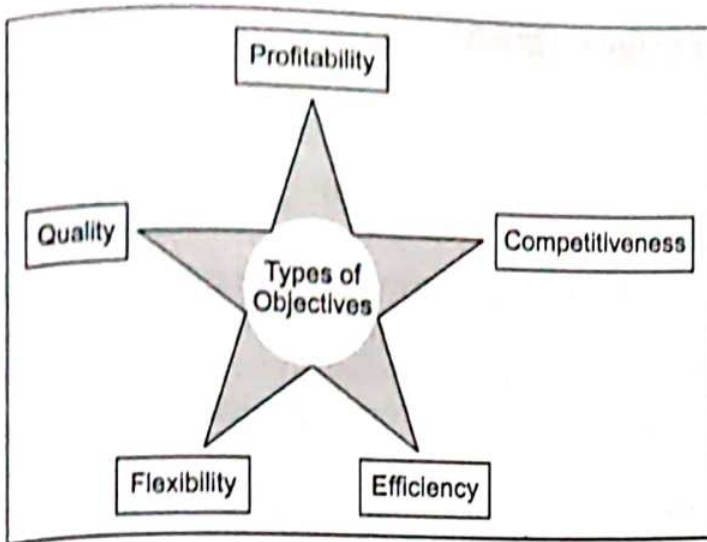 Profitability
Quality
Competitiveness
Types of
Objectives
Flexibility
Efficiency